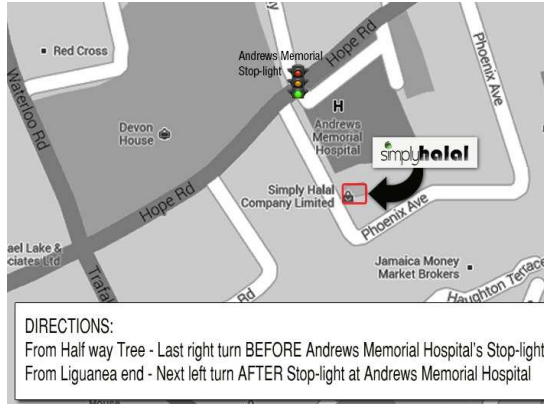 Andrews Memorial
Stop-light
Hope Rd
Phoenix Ave
Red Cross
Waterloo Rd
H
Andrews
Memorial
Hospital
Devon
House
simplyhalal
Simply Halal
Company Limited
Hope Rd
Phoenix Ave
ael Lake &
ciates Ltd
Trafa
Rd
Jamaica Money
Market Brokers
Haughton Terrace
DIRECTIONS:
From Half way Tree - Last right turn BEFORE Andrews Memorial Hospital's Stop-light
From Liguanea end - Next left turn AFTER Stop-light at Andrews Memorial Hospital
House